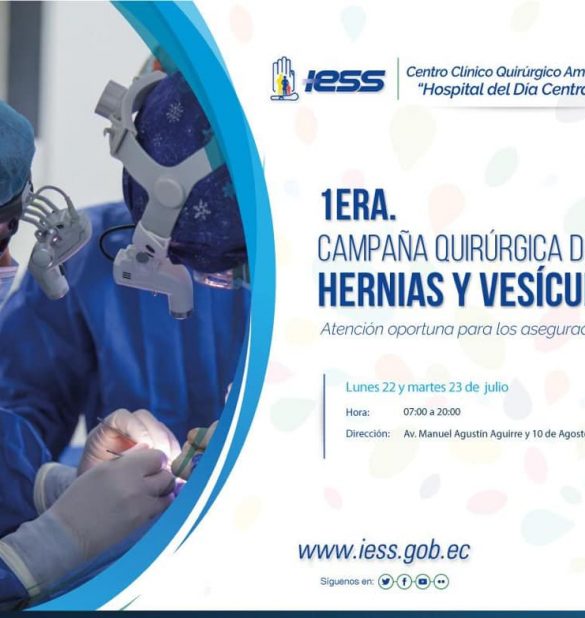 IESS
Centro Clínico Quirúrgico Am
"Hospital del Día Centra
1ERA.
CAMPAÑA QUIRÚRGICA D
HERNIAS Y VESÍCU
Atención oportuna para los asegurad
Lunes 22 y martes 23 de julio
Hora: 07:00 a 20:00
Dirección: Av. Manuel Agustín Aguirre y 10 de Agosto
www.iess.gob.ec
Síguenos en: